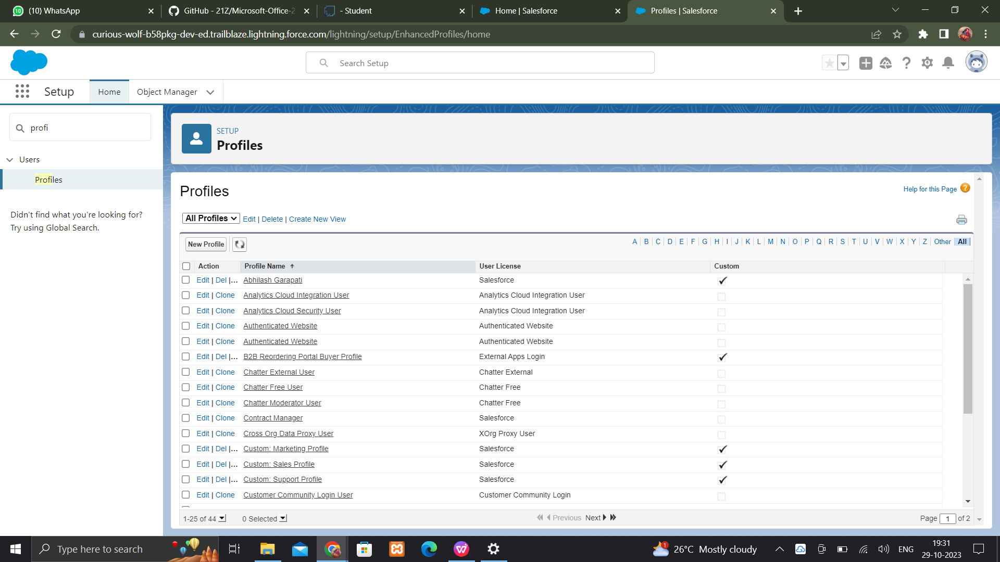 (10) WhatsApp
GitHub - 21Z/Microsoft-Office-2
- Student
Home | Salesforce
Profiles | Salesforce
curious-wolf-b58pkg-dev-ed.trailblaze.lightning.force.com/lightning/setup/EnhancedProfiles/home
Search Setup
Setup
Home
Object Manager
profi
Users
Profiles
Didn't find what you're looking for?
Try using Global Search.
SETUP
Profiles
Profiles
Help for this Page
All Profiles Edit | Delete | Create New View
New Profile
A | B | C | D | E | F | G | H | I | J | K | L | M | N | O | P | Q | R | S | T | U | V | W | X | Y | Z | Other | All
Action Profile Name User License Custom
Edit | Del |... Abhilash Garapati Salesforce
Edit | Clone Analytics Cloud Integration User Analytics Cloud Integration User
Edit | Clone Analytics Cloud Security User Analytics Cloud Integration User
Edit | Clone Authenticated Website Authenticated Website
Edit | Clone Authenticated Website Authenticated Website
Edit | Del |... B2B Reordering Portal Buyer Profile External Apps Login
Edit | Clone Chatter External User Chatter External
Edit | Clone Chatter Free User Chatter Free
Edit | Clone Chatter Moderator User Chatter Free
Edit | Clone Contract Manager Salesforce
Edit | Clone Cross Org Data Proxy User XOrg Proxy User
Edit | Del |... Custom: Marketing Profile Salesforce
Edit | Del |... Custom: Sales Profile Salesforce
Edit | Del |... Custom: Support Profile Salesforce
Edit | Clone Customer Community Login User Customer Community Login
1-25 of 44 0 Selected Previous Next Page 1 of 2
Type here to search
26°C Mostly cloudy
ENG
19:31
29-10-2023